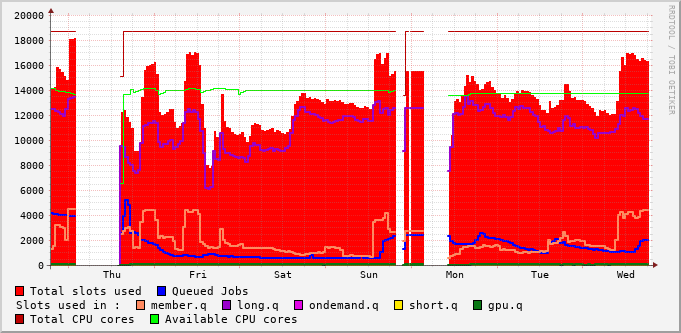 20000
18000
16000
14000
12000
10000
8000
6000
4000
2000
0
Thu Fri Sat Sun Mon Tue Wed
RRDTOOL / TOBI OETIKER
Total slots used Queued Jobs
Slots used in : member.q long.q ondemand.q short.q gpu.q
Total CPU cores Available CPU cores